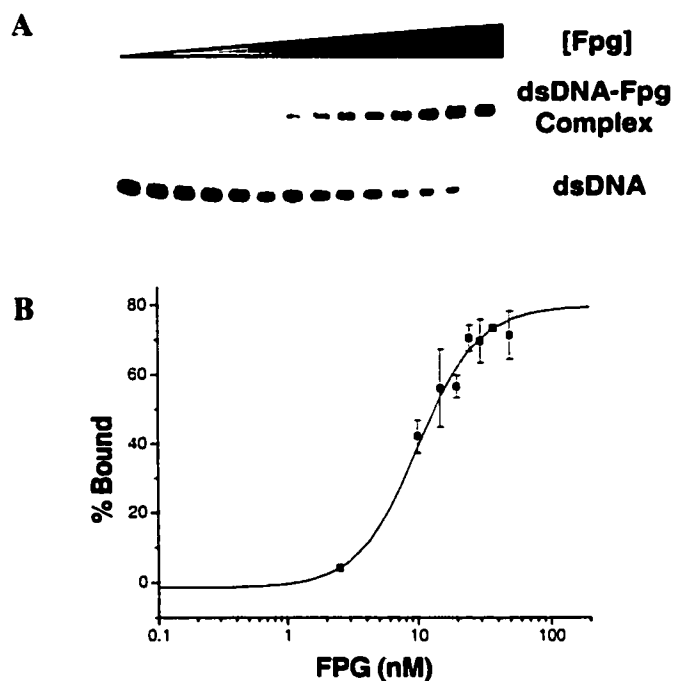 A
[Fpg]
dsDNA-Fpg
Complex
dsDNA
B
80
60
40
20
0
% Bound
0.1
1
10
100
FPG (nM)